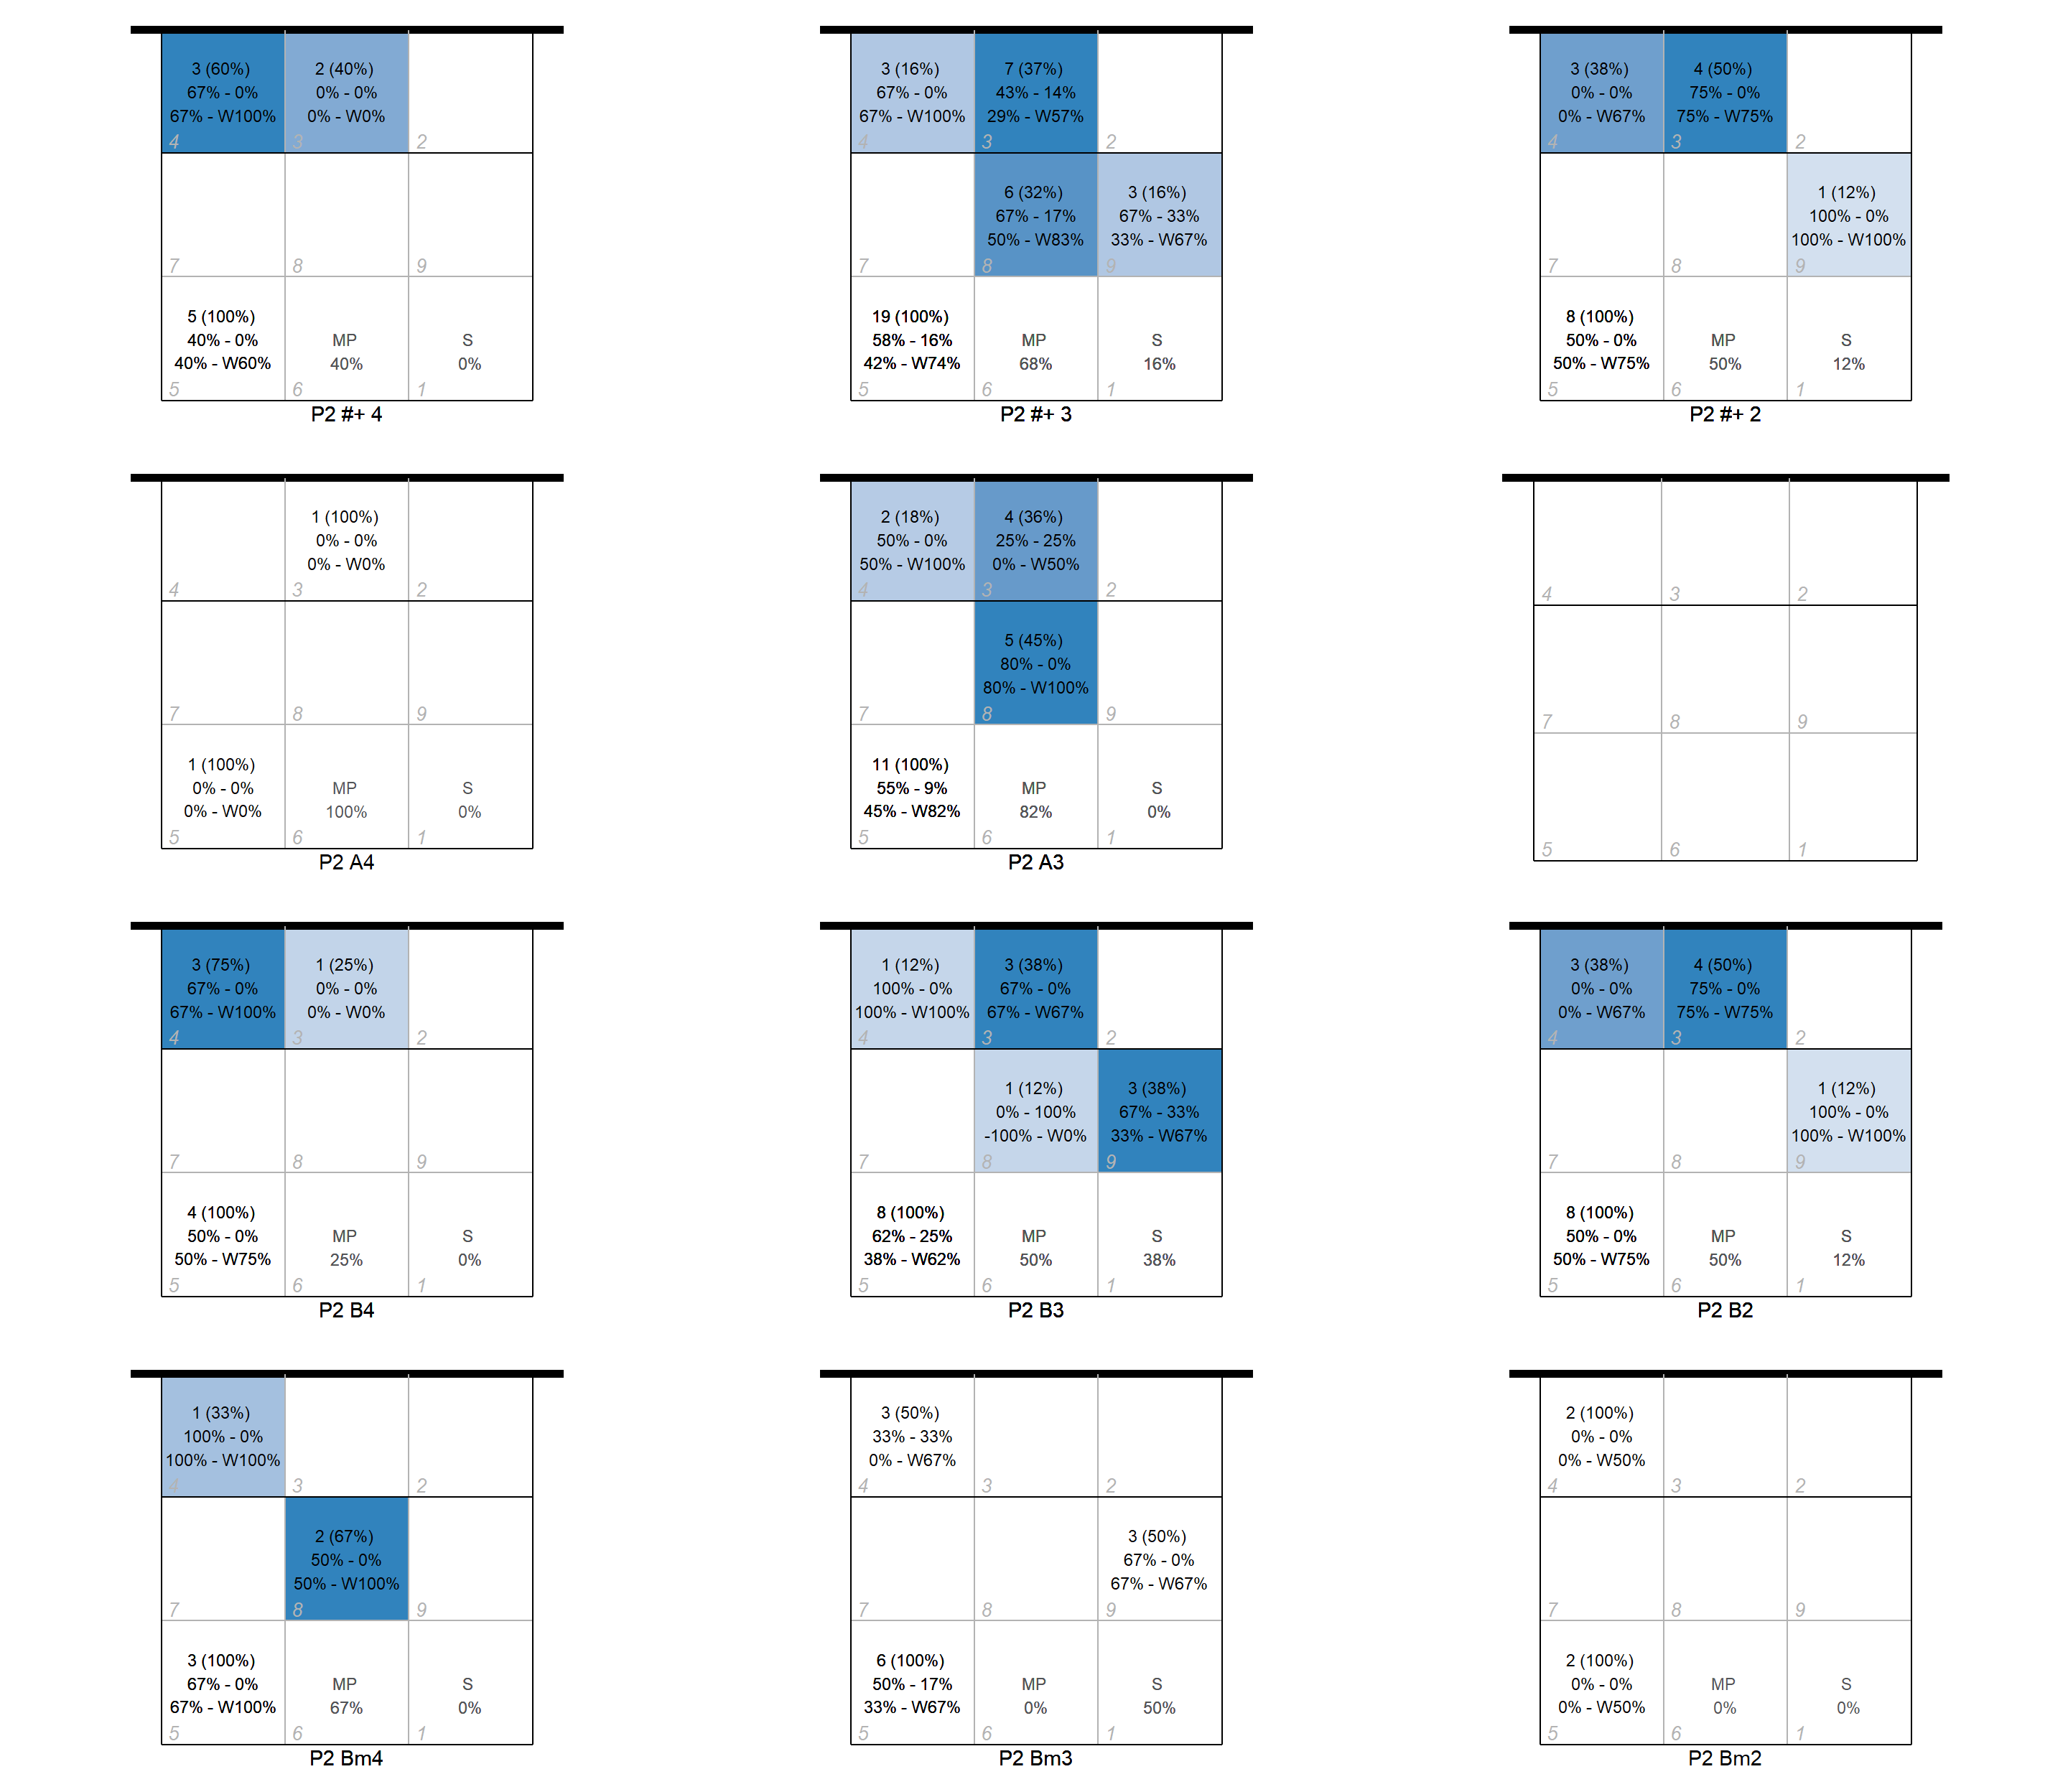 3 (60%) 2 (40%)
67% - 0% 0% - 0%
67% - W100% 0% - W0%
4 3 2
7 8 9
5 (100%)
40% - 0% MP S
40% - W60% 40% 0%
5 6 1
P2 #+ 4
3 (16%) 7 (37%)
67% - 0% 43% - 14%
67% - W100% 29% - W57%
4 3 2
6 (32%) 3 (16%)
67% - 17% 67% - 33%
50% - W83% 33% - W67%
7 8 9
19 (100%)
58% - 16% MP S
42% - W74% 68% 16%
5 6 1
P2 #+ 3
3 (38%) 4 (50%)
0% - 0% 75% - 0%
0% - W67% 75% - W75%
4 3 2
1 (12%)
100% - 0%
100% - W100%
7 8 9
8 (100%)
50% - 0% MP S
50% - W75% 50% 12%
5 6 1
P2 #+ 2
1 (100%)
0% - 0%
0% - W0%
4 3 2
7 8 9
1 (100%)
0% - 0% MP S
0% - W0% 100% 0%
5 6 1
P2 A4
2 (18%) 4 (36%)
50% - 0% 25% - 25%
50% - W100% 0% - W50%
4 3 2
5 (45%)
80% - 0%
80% - W100%
7 8 9
11 (100%)
55% - 9% MP S
45% - W82% 82% 0%
5 6 1
P2 A3
4 3 2
7 8 9
5 6 1
3 (75%) 1 (25%)
67% - 0% 0% - 0%
67% - W100% 0% - W0%
4 3 2
7 8 9
4 (100%)
50% - 0% MP S
50% - W75% 25% 0%
5 6 1
P2 B4
1 (12%) 3 (38%)
100% - 0% 67% - 0%
100% - W100% 67% - W67%
4 3 2
1 (12%) 3 (38%)
0% - 100% 67% - 33%
-100% - W0% 33% - W67%
7 8 9
8 (100%)
62% - 25% MP S
38% - W62% 50% 38%
5 6 1
P2 B3
3 (38%) 4 (50%)
0% - 0% 75% - 0%
0% - W67% 75% - W75%
4 3 2
1 (12%)
100% - 0%
100% - W100%
7 8 9
8 (100%)
50% - 0% MP S
50% - W75% 50% 12%
5 6 1
P2 B2
1 (33%)
100% - 0%
100% - W100%
4 3 2
2 (67%)
50% - 0%
50% - W100%
7 8 9
3 (100%)
67% - 0% MP S
67% - W100% 67% 0%
5 6 1
P2 Bm4
3 (50%)
33% - 33%
0% - W67%
4 3 2
3 (50%)
67% - 0%
67% - W67%
7 8 9
6 (100%)
50% - 17% MP S
33% - W67% 0% 50%
5 6 1
P2 Bm3
2 (100%)
0% - 0%
0% - W50%
4 3 2
7 8 9
2 (100%)
0% - 0% MP S
0% - W50% 0% 0%
5 6 1
P2 Bm2